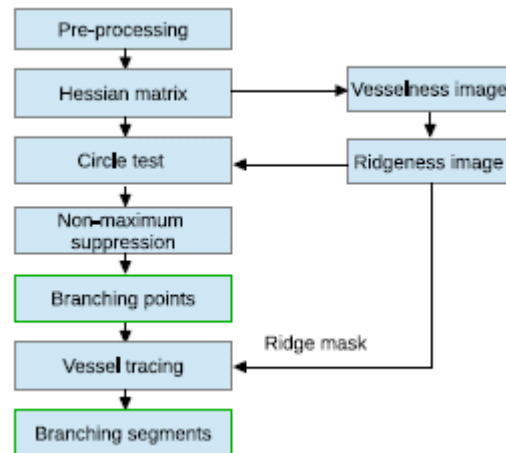 Pre-processing
Hessian matrix
Vesselness image
Circle test
Ridgeness image
Non-maximum
suppression
Branching points
Ridge mask
Vessel tracing
Branching segments